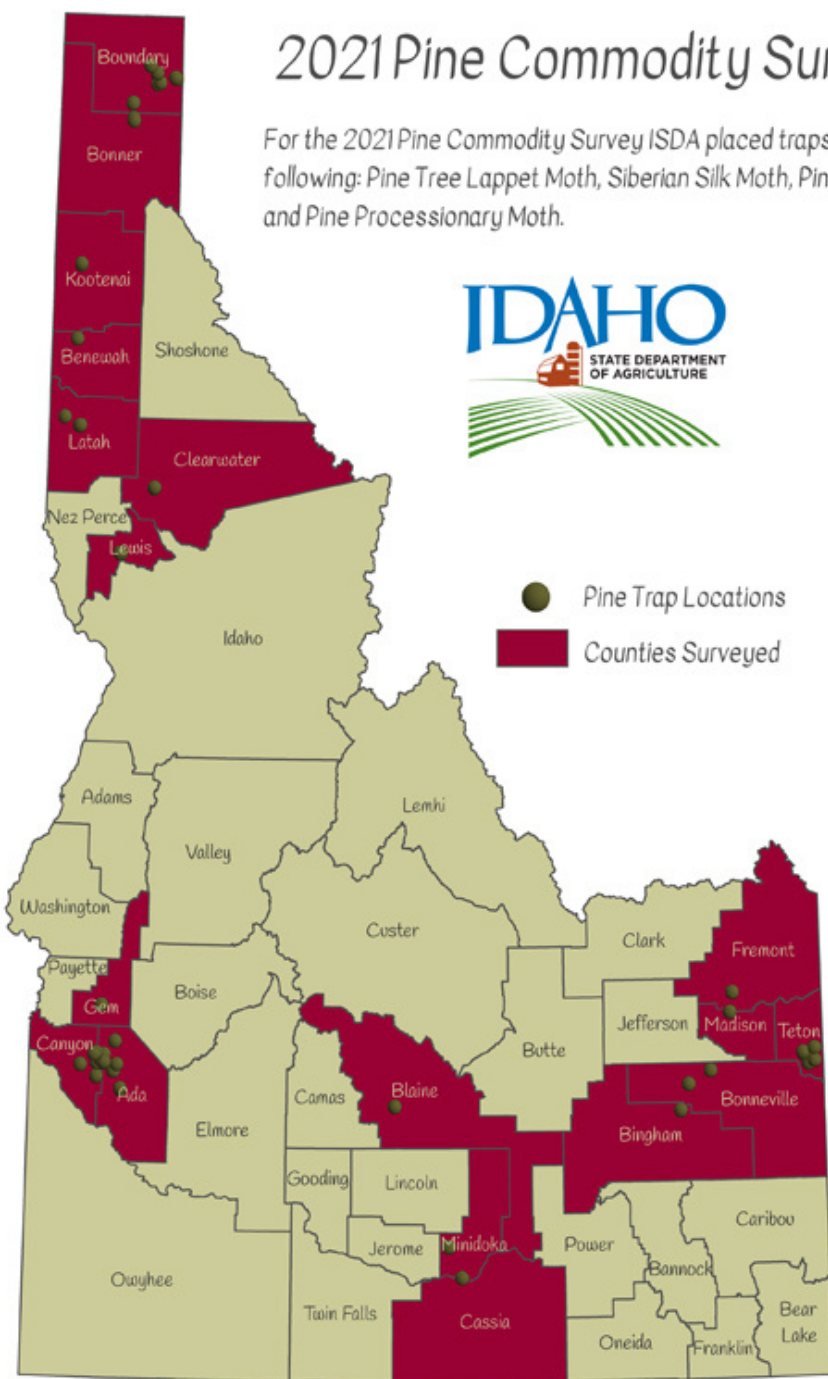 2021 Pine Commodity Sur
For the 2021 Pine Commodity Survey ISDA placed traps
following: Pine Tree Lappet Moth, Siberian Silk Moth, Pin
and Pine Processionary Moth.
IDAHO
STATE DEPARTMENT
OF AGRICULTURE
Pine Trap Locations
Counties Surveyed
Boundary
Bonner
Kootenai
Benewah
Shoshone
Latah
Clearwater
Nez Perce
Lewis
Idaho
Adams
Lemhi
Valley
Washington
Custer
Clark
Fremont
Payette
Boise
Gem
Jefferson
Madison
Teton
Canyon
Butte
Ada
Camas
Blaine
Bonneville
Elmore
Bingham
Gooding
Lincoln
Caribou
Jerome
Minidoka
Power
Bannock
Owyhee
Twin Falls
Cassia
Oneida
Franklin
Bear
Lake